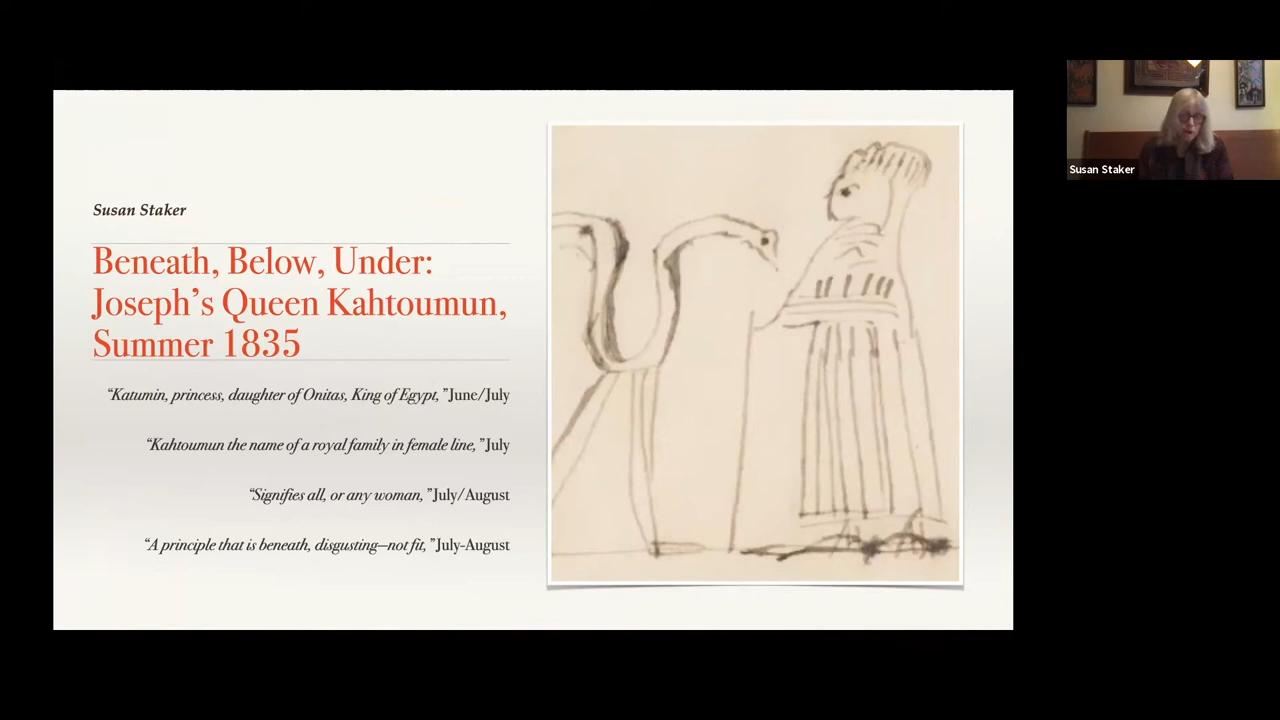 Susan Staker
Beneath, Below, Under:
Joseph's Queen Kahtoumun,
Summer 1835
“Katumin, princess, daughter of Onitas, King of Egypt, ”June/July
“Kahtoumun the name of a royal family in female line, ”July
“Signifies all, or any woman, ”July/August
“A principle that is beneath, disgusting—not fit, ”July-August
Susan Staker